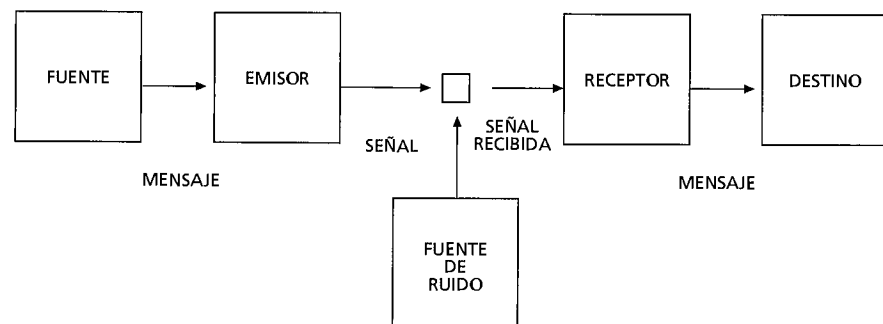 FUENTE
EMISOR
RECEPTOR
DESTINO
SEÑAL
SEÑAL
RECIBIDA
MENSAJE
MENSAJE
FUENTE
DE
RUIDO